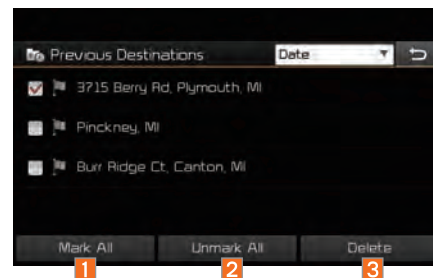 Previous Destinations Date
3715 Berry Rd, Plymouth, MI
Pinckney, MI
Burr Ridge Ct, Canton, MI
Mark All Unmark All Delete
1 2 3